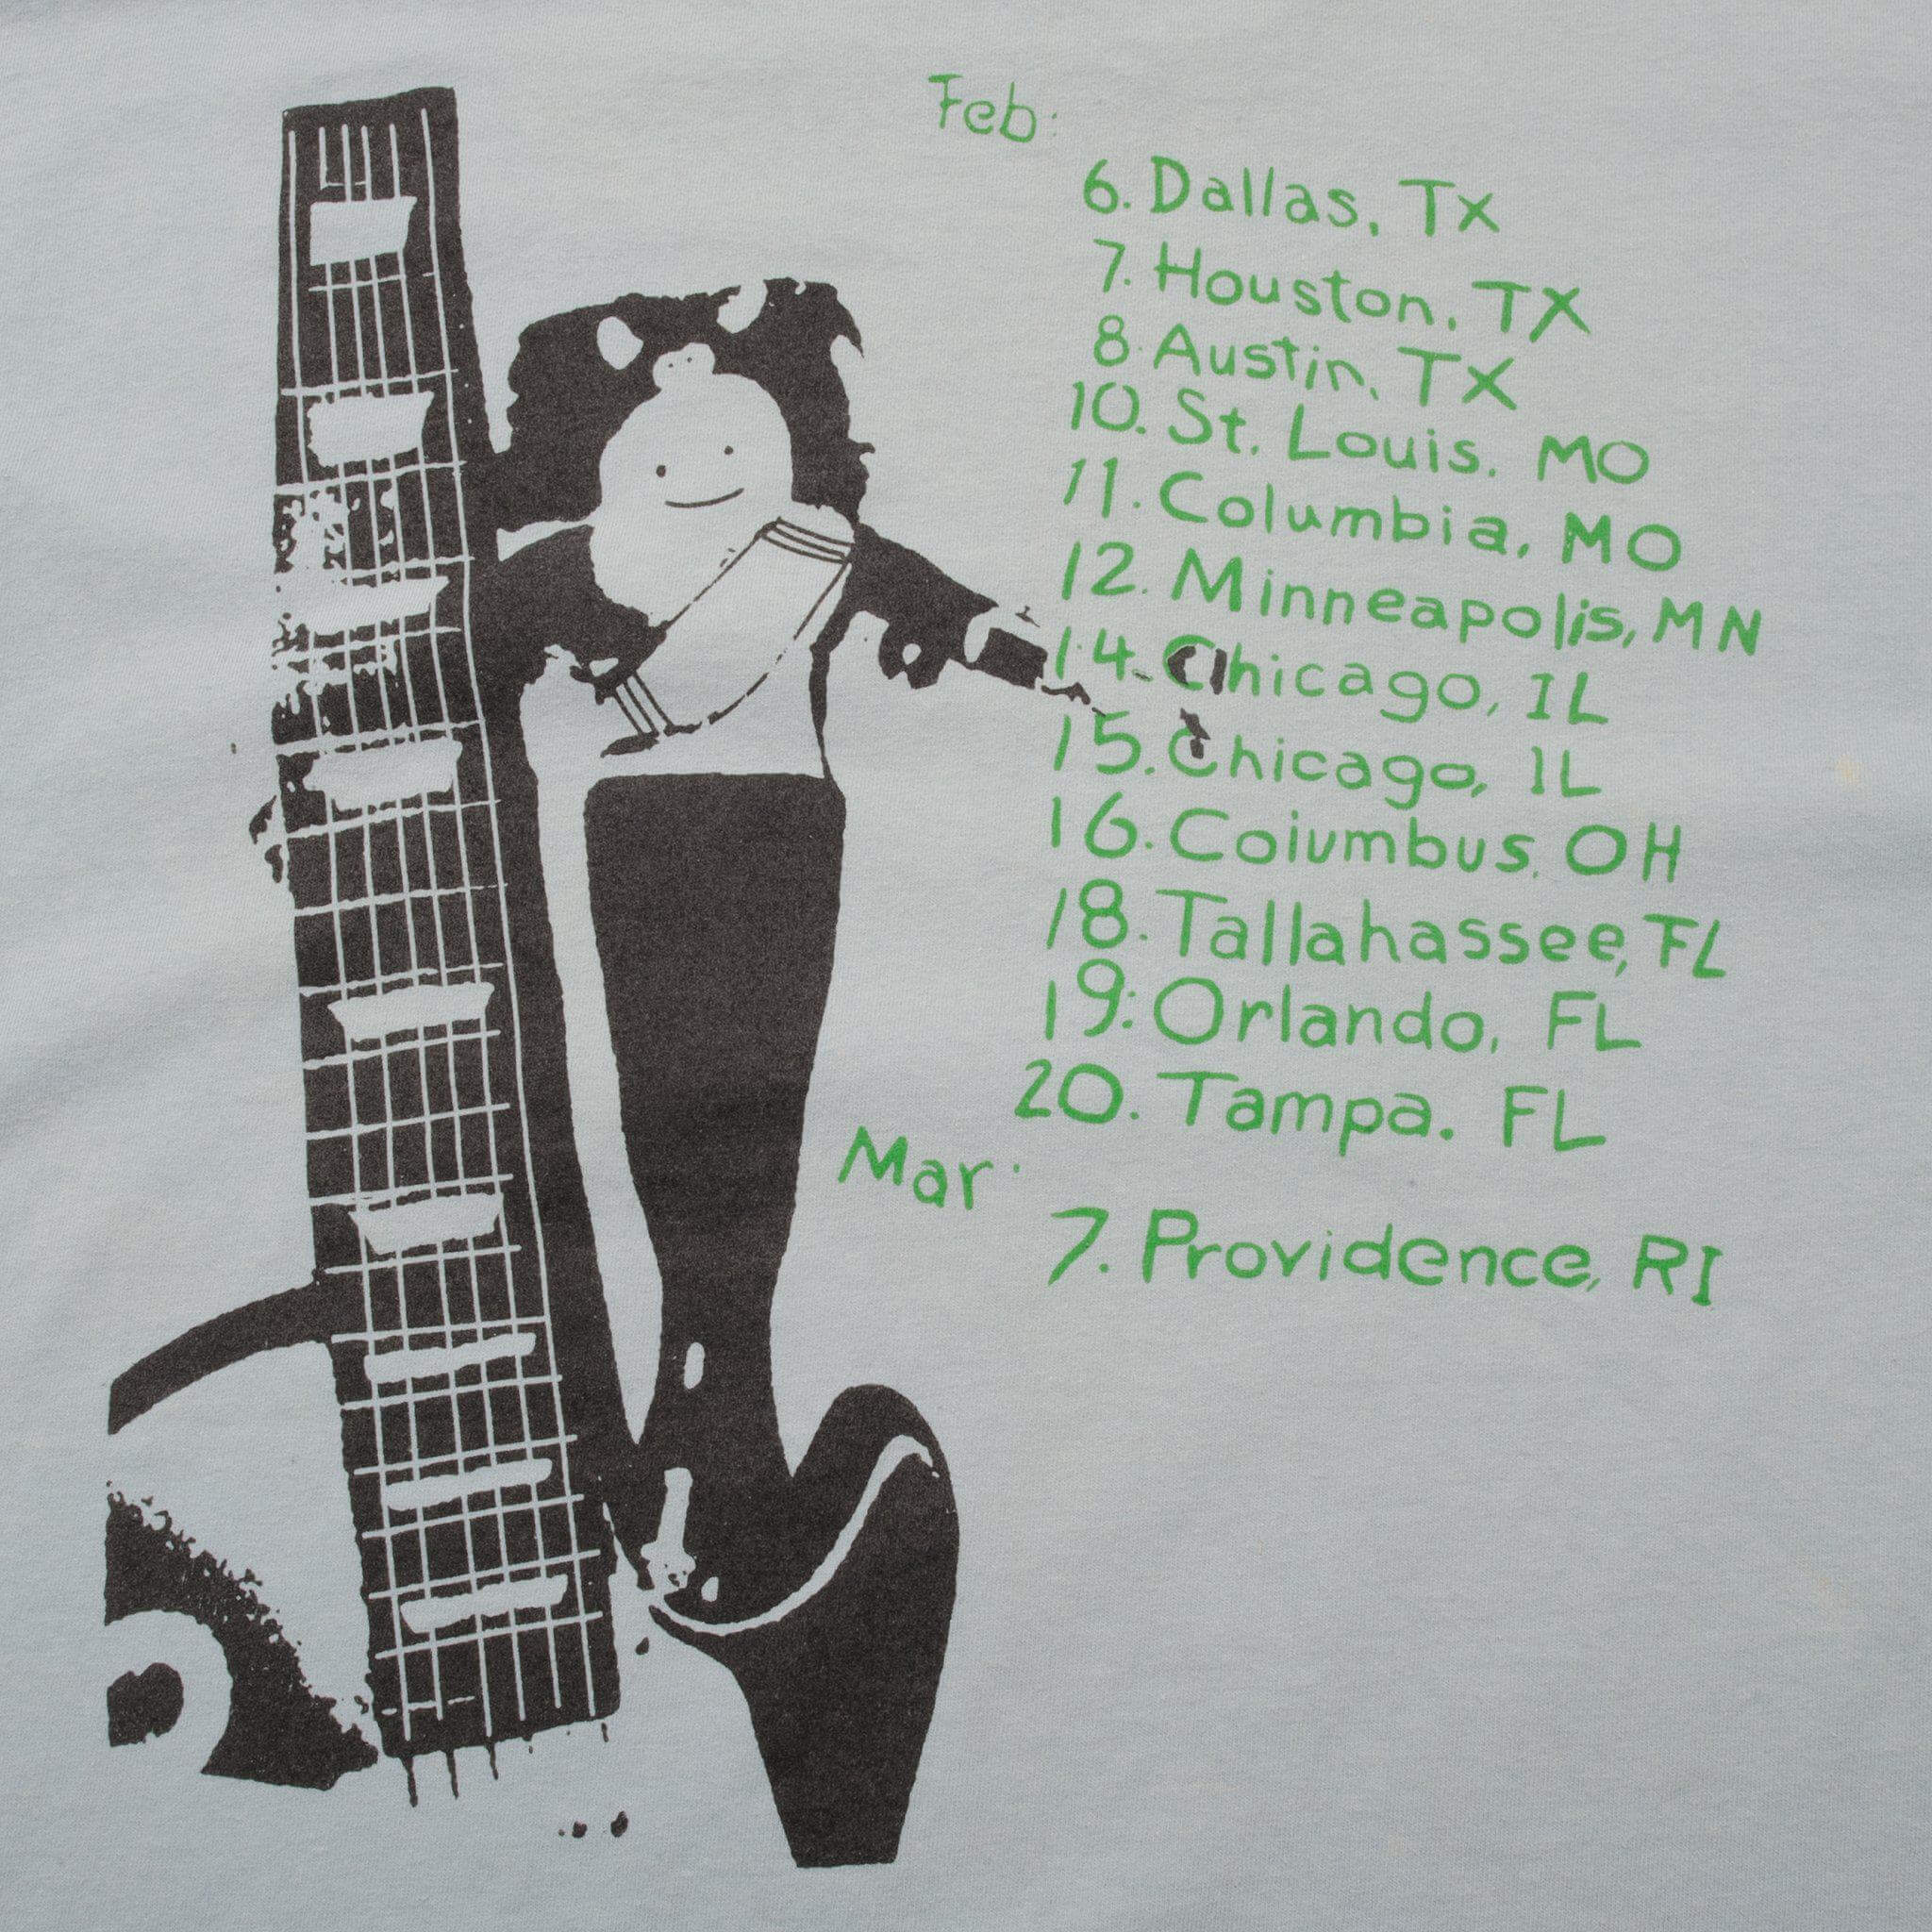 Feb:
6. Dallas, TX
7. Houston, TX
8. Austin, TX
10. St. Louis. MO
11. Columbia, MO
12. Minneapolis, MN
14. Chicago, IL
15. Chicago, IL
16. Coiumbus, OH
18. Tallahassee, FL
19. Orlando, FL
20. Tampa. FL
Mar:
7. Providence, RI